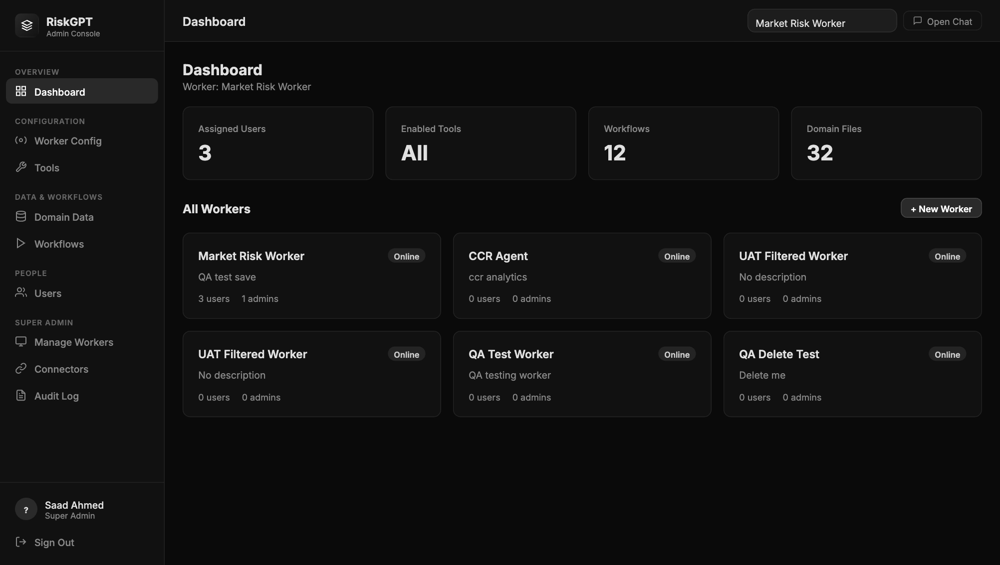 RiskGPT
Admin Console
OVERVIEW
Dashboard
CONFIGURATION
Worker Config
Tools
DATA & WORKFLOWS
Domain Data
Workflows
PEOPLE
Users
SUPER ADMIN
Manage Workers
Connectors
Audit Log
?
Saad Ahmed
Super Admin
Sign Out
Dashboard
Market Risk Worker
Open Chat
Dashboard
Worker: Market Risk Worker
Assigned Users
3
Enabled Tools
All
Workflows
12
Domain Files
32
All Workers
+ New Worker
Market Risk Worker
Online
QA test save
3 users 1 admins
CCR Agent
Online
ccr analytics
0 users 0 admins
UAT Filtered Worker
Online
No description
0 users 0 admins
UAT Filtered Worker
Online
No description
0 users 0 admins
QA Test Worker
Online
QA testing worker
0 users 0 admins
QA Delete Test
Online
Delete me
0 users 0 admins